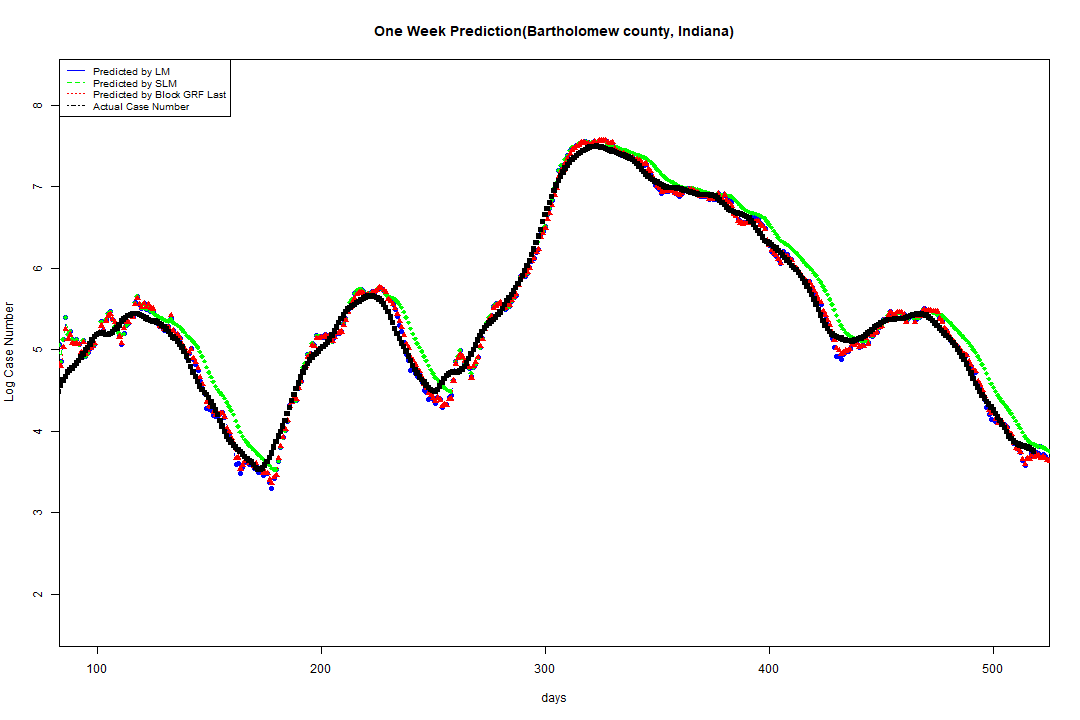 One Week Prediction(Bartholomew county, Indiana)
Predicted by LM
Predicted by SLM
Predicted by Block GRF Last
Actual Case Number
8
7
6
5
4
3
2
Log Case Number
100 200 300 400 500
days